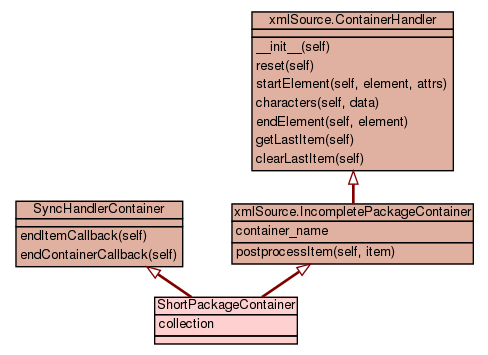 xmlSource.ContainerHandler
__init__(self)
reset(self)
startElement(self, element, attrs)
characters(self, data)
endElement(self, element)
getLastItem(self)
clearLastItem(self)
SyncHandlerContainer
endItemCallback(self)
endContainerCallback(self)
xmlSource.IncompletePackageContainer
container_name
postprocessItem(self, item)
ShortPackageContainer
collection